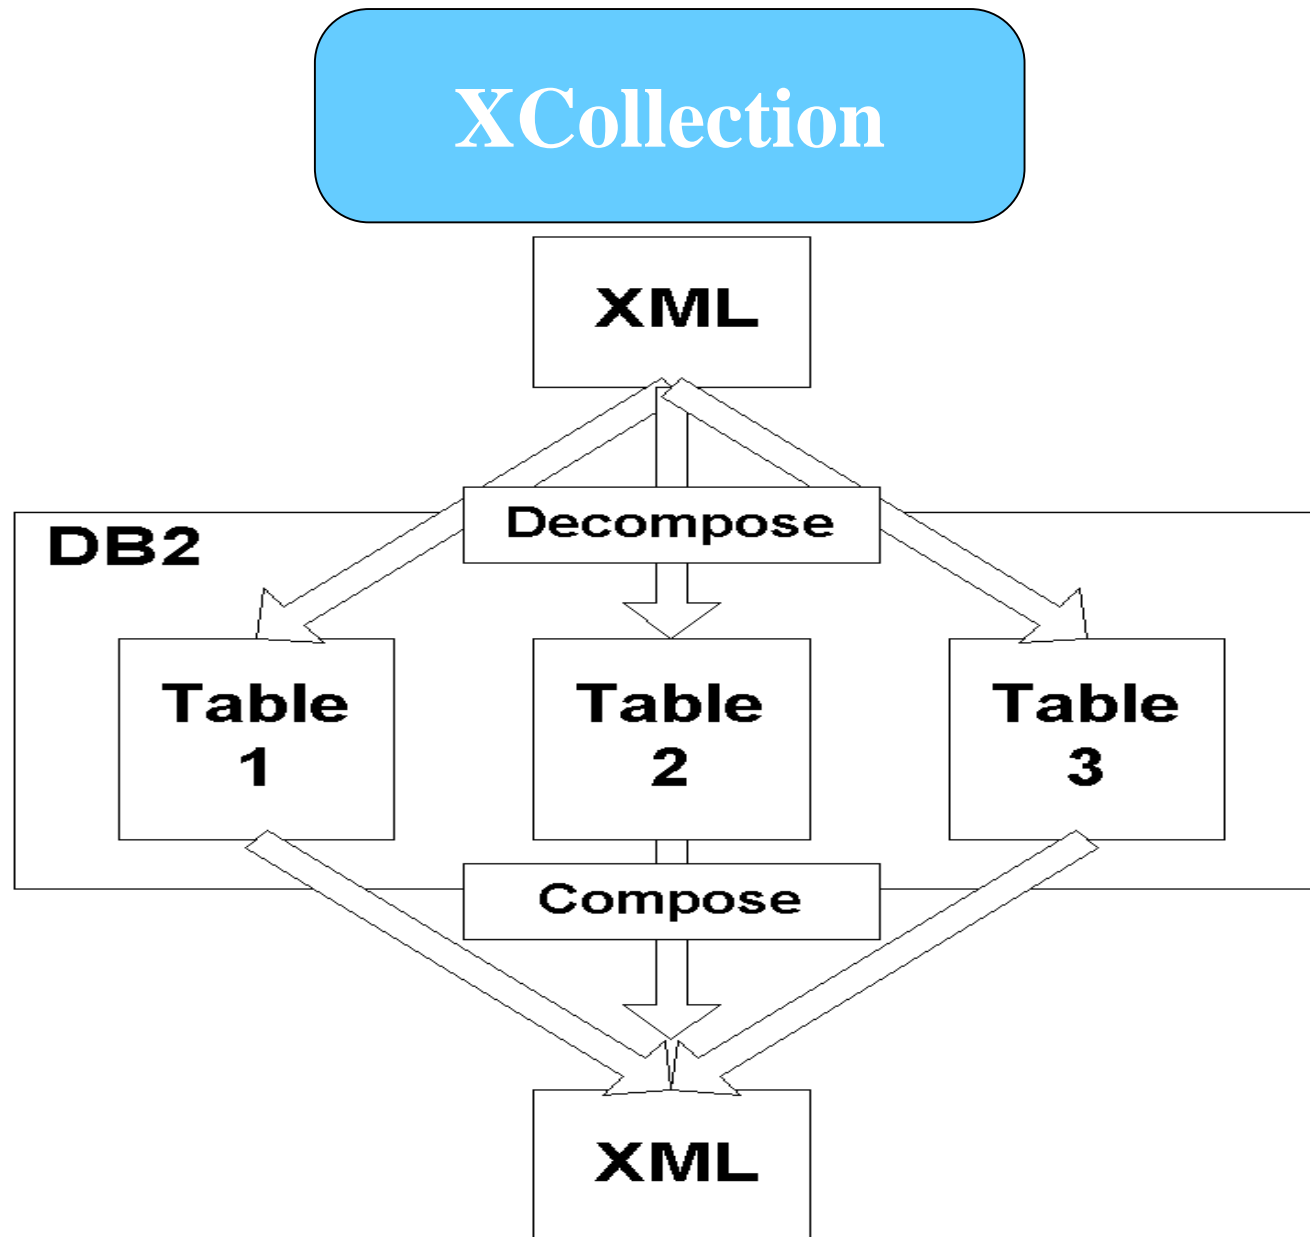 XCollection
XML
Decompose
DB2
Table
1
Table
2
Table
3
Compose
XML